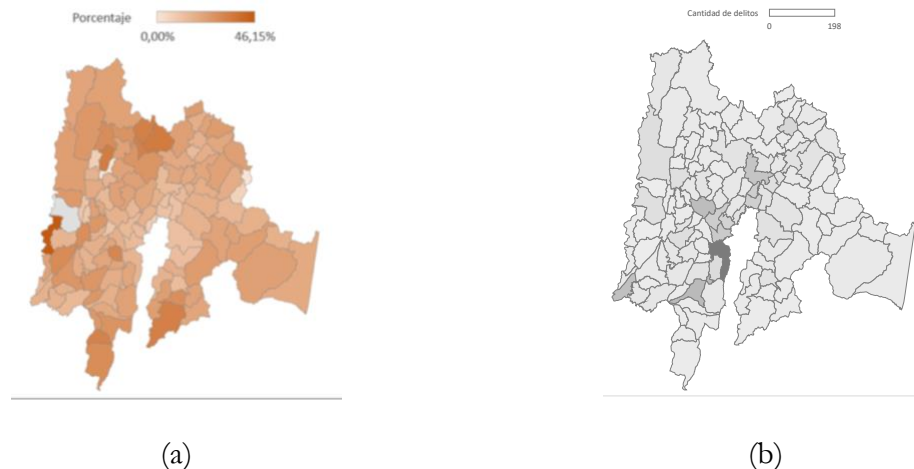 Porcentaje
0,00% 46,15%
Cantidad de delitos
0 198
(a) (b)